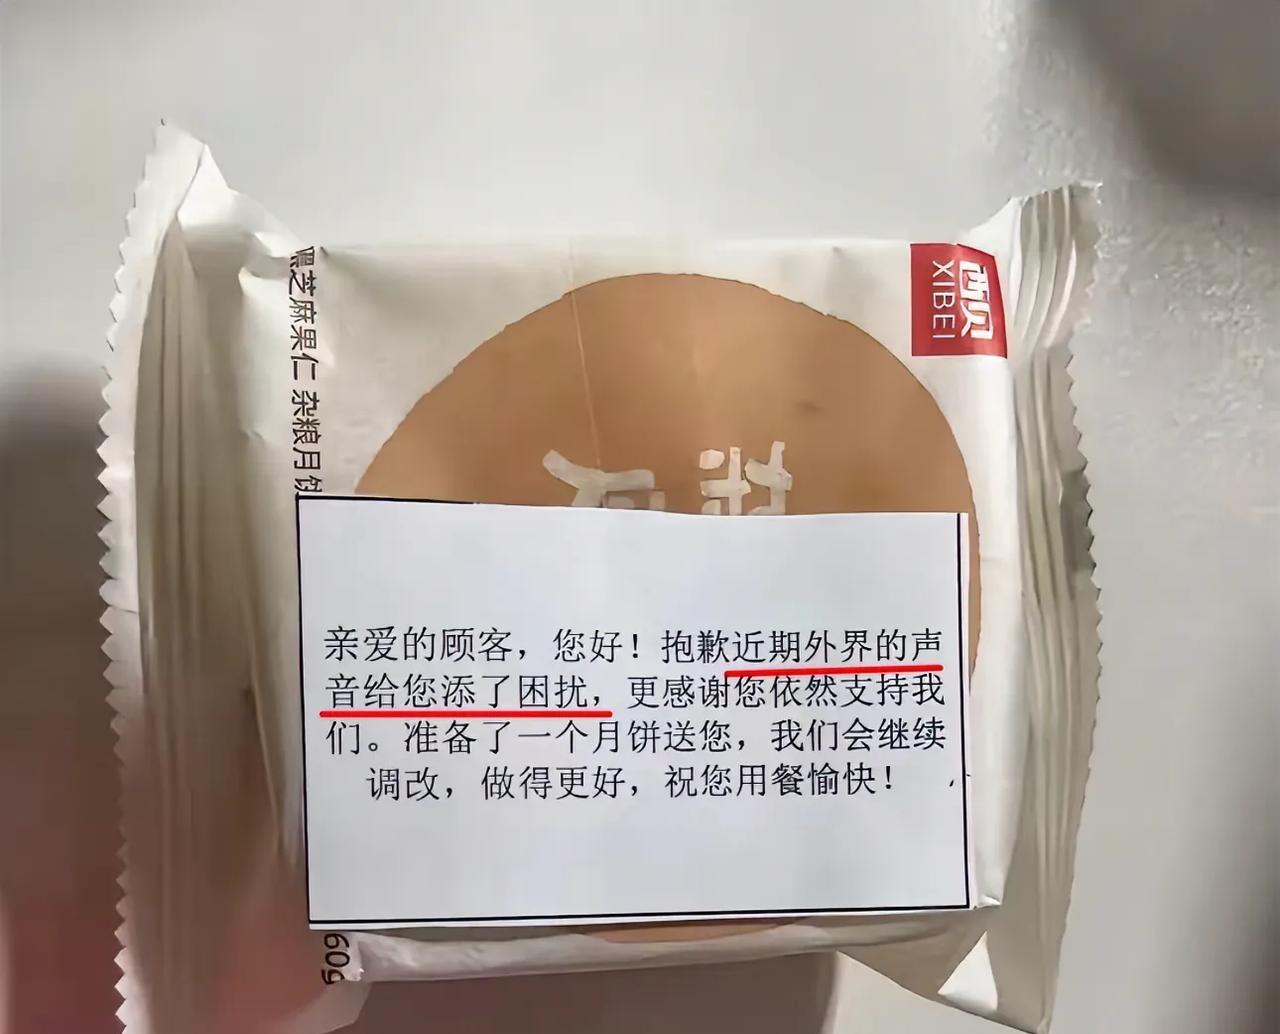 西贝
XIBEI
黑芝麻果仁 杂粮月饼
亲爱的顾客，您好！抱歉近期外界的声
音给您添了困扰，更感谢您依然支持我
们。准备了一个月饼送您，我们会继续
调改，做得更好，祝您用餐愉快！
60g